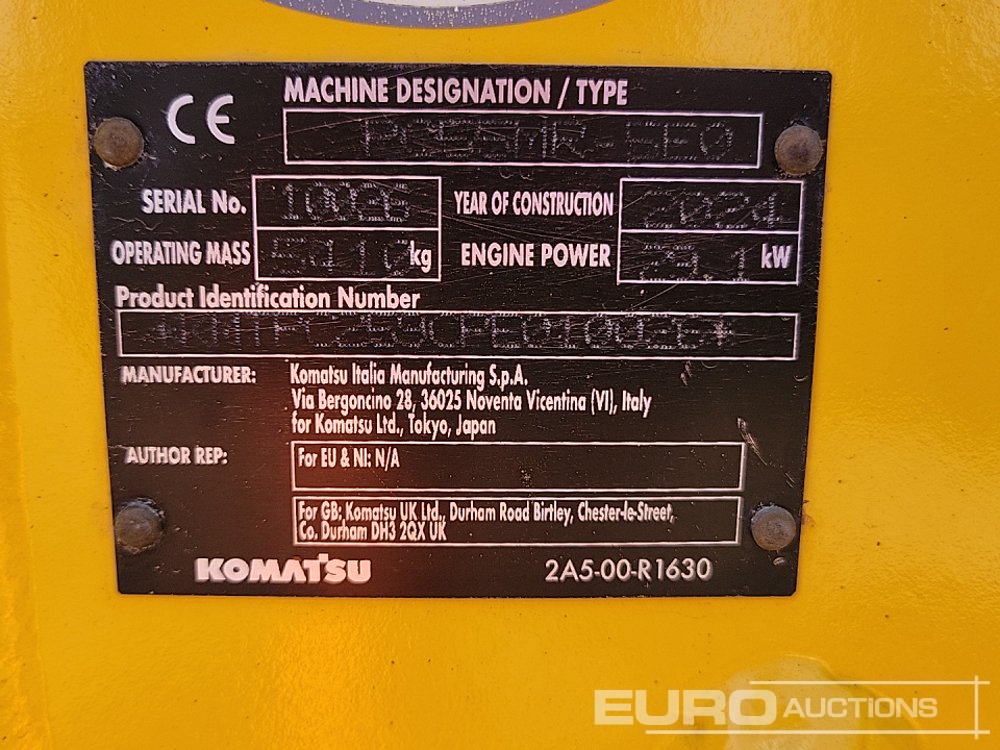 CE
MACHINE DESIGNATION / TYPE
PC55MR-5E0
SERIAL No.
YEAR OF CONSTRUCTION 2024
OPERATING MASS kg
ENGINE POWER kW
Product Identification Number
MANUFACTURER: Komatsu Italia Manufacturing S.p.A.
Via Bergoncino 28, 36025 Noventa Vicentina (VI), Italy
for Komatsu Ltd., Tokyo, Japan
AUTHOR REP: For EU & NI: N/A
For GB: Komatsu UK Ltd., Durham Road Birtley, Chester-le-Street,
Co. Durham DH3 2QX UK
KOMATSU 2A5-00-R1630
EURO AUCTIONS